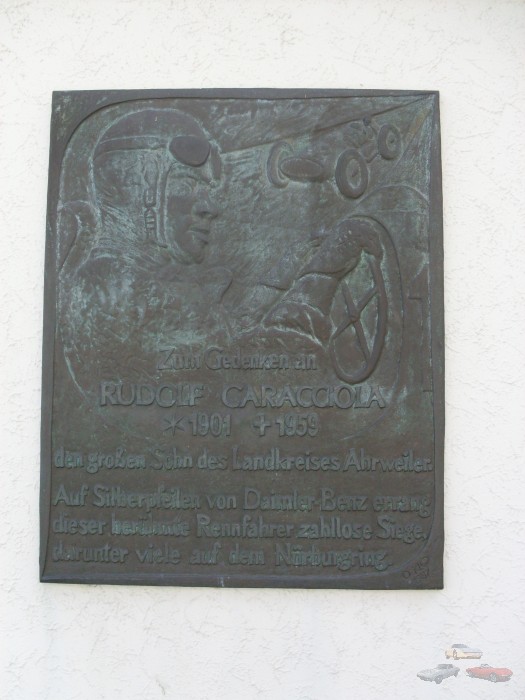 Zum Gedenken an
RUDOLF CARACCIOLA
* 1901 + 1959
den großen Sohn des Landkreises Ahrweiler.
Auf Silberpfeilen von Daimler-Benz errang
dieser berühmte Rennfahrer zahllose Siege,
darunter viele auf dem Nürburgring.